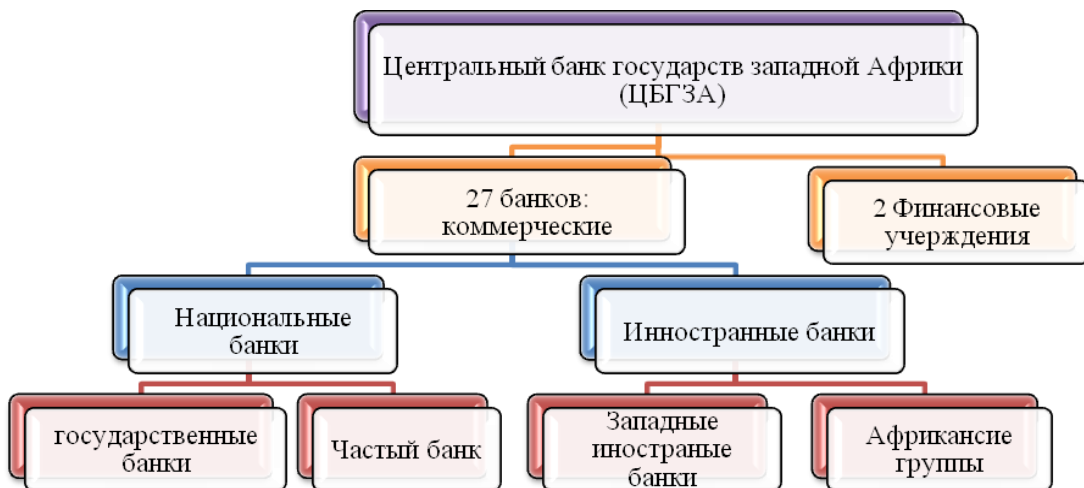 Центральный банк государств западной Африки
(ЦБГЗА)
27 банков:
коммерческие
2 Финансовые
учерждения
Национальные
банки
Инностранные банки
государственные
банки
Частый банк
Западные
иностраные
банки
Африкансие
группы